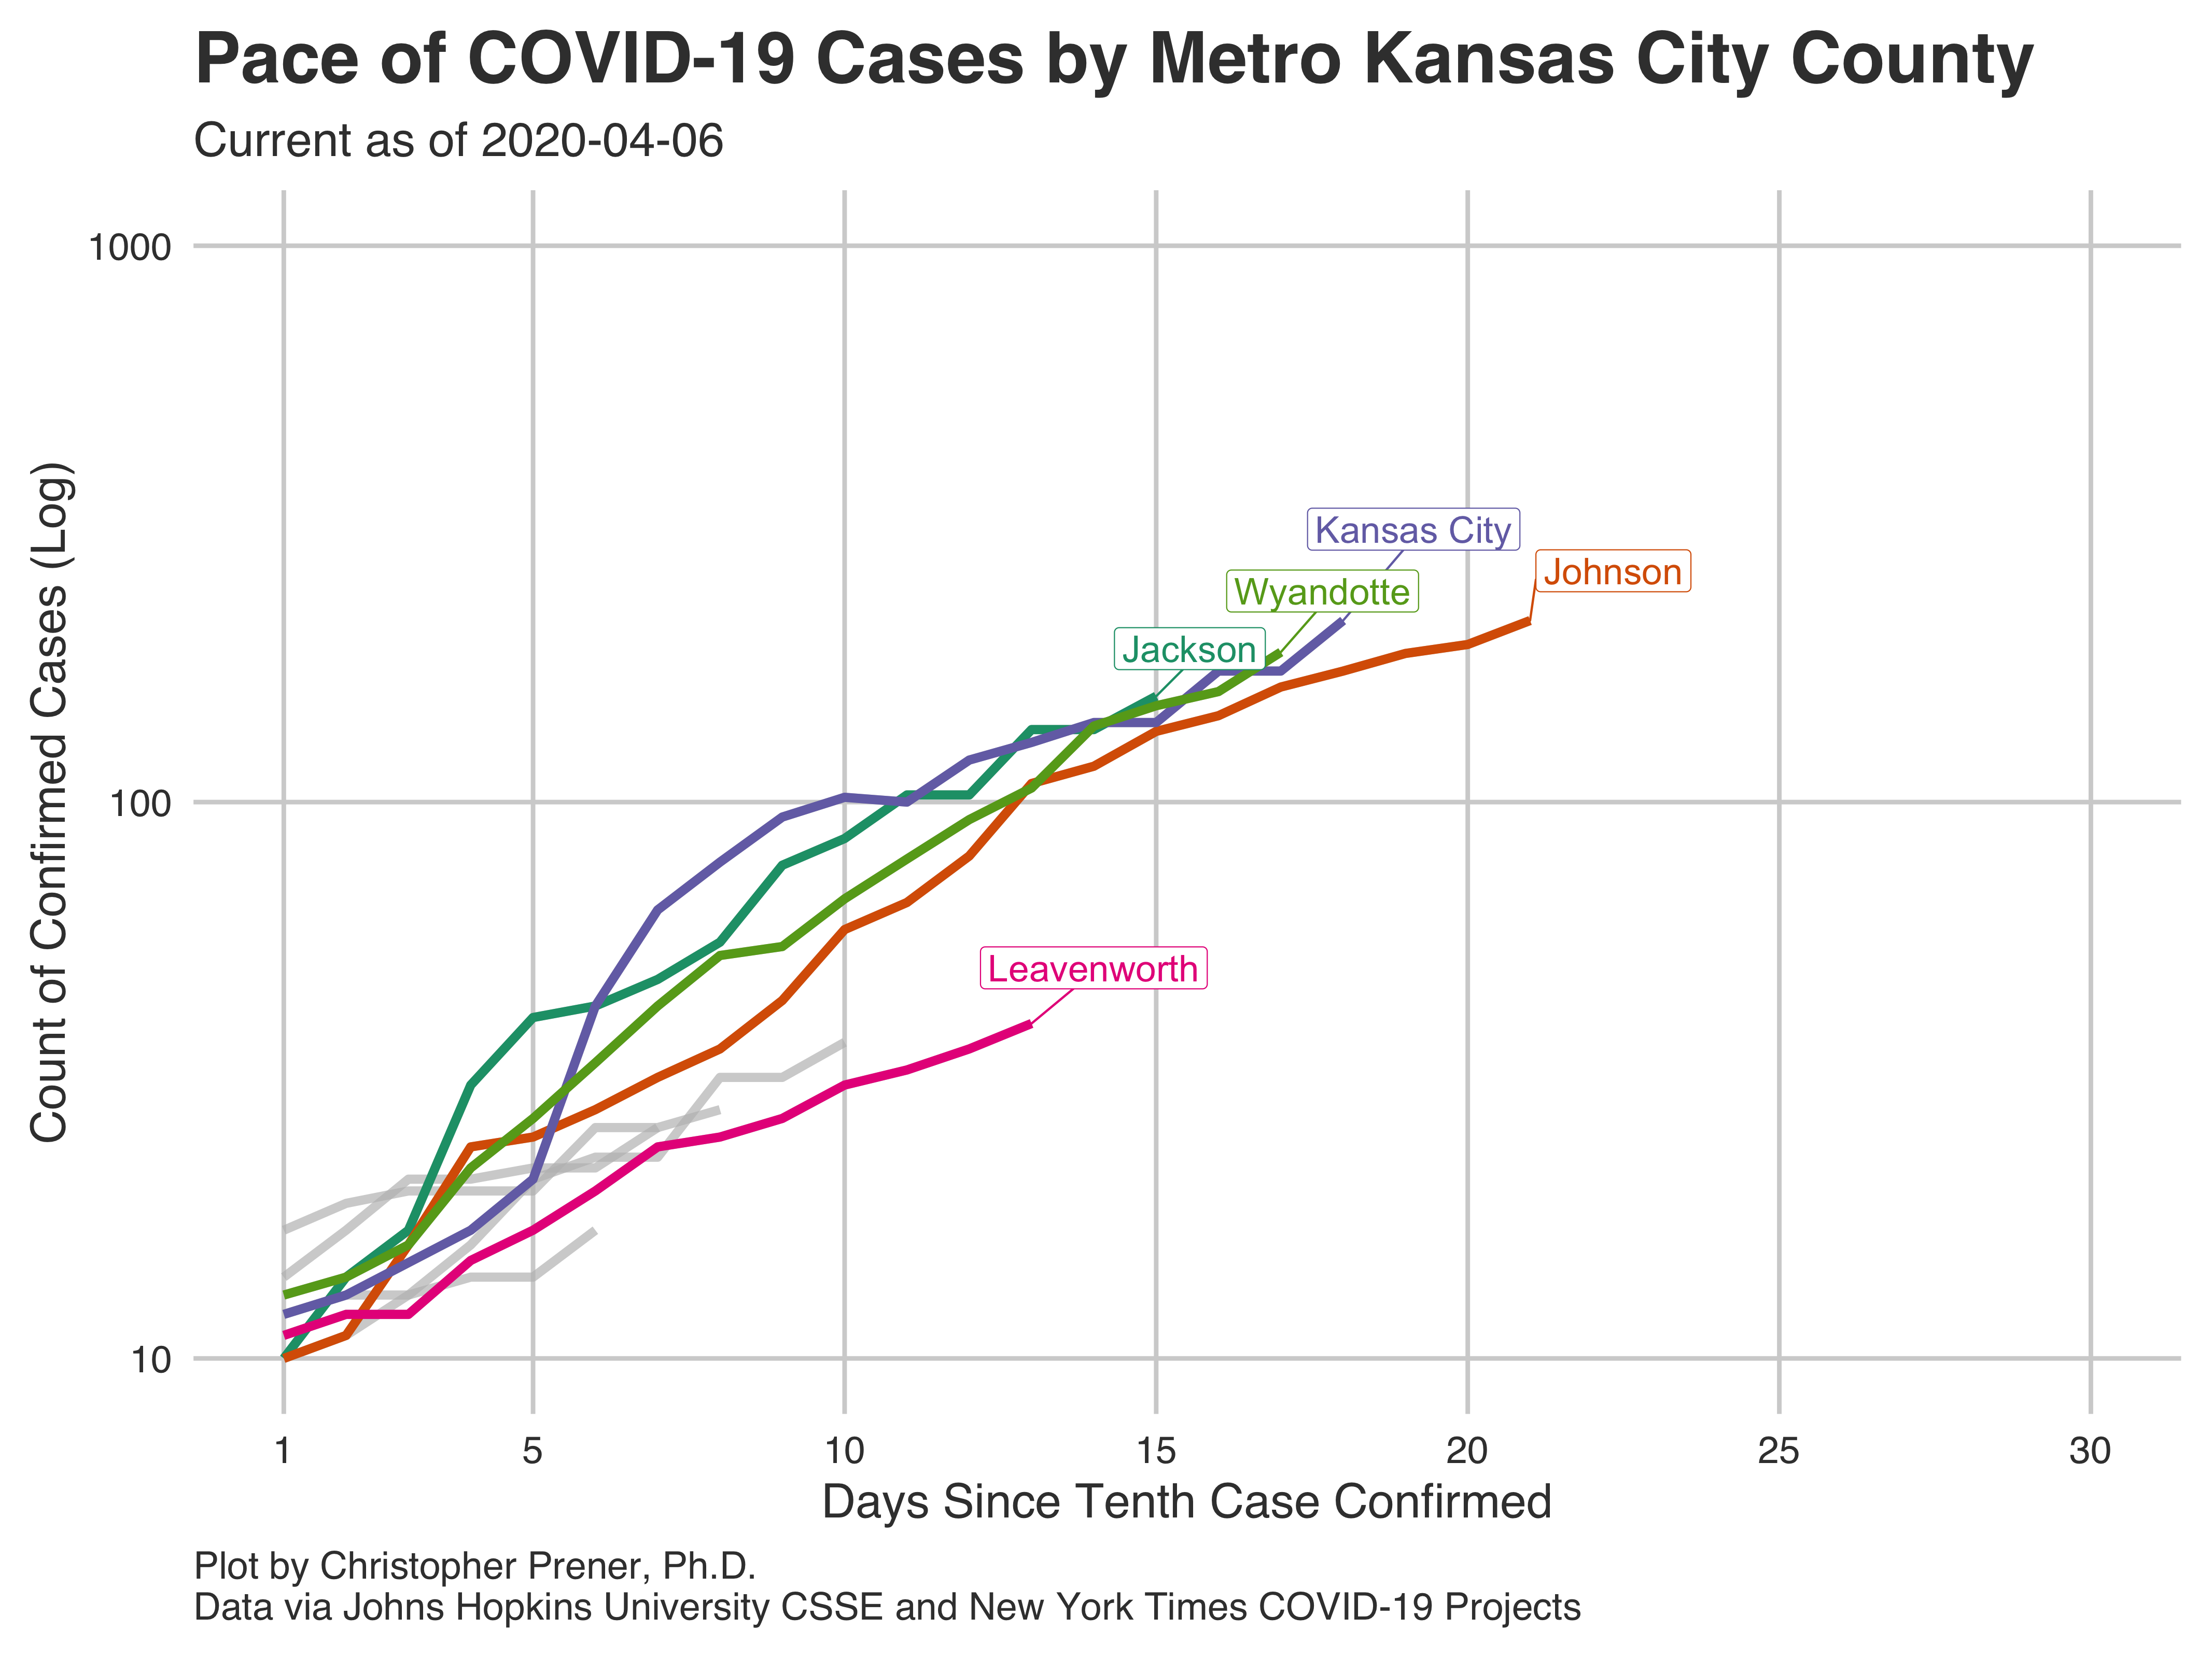 Pace of COVID-19 Cases by Metro Kansas City County
Current as of 2020-04-06
Count of Confirmed Cases (Log)
1000
100
10
Kansas City
Johnson
Wyandotte
Jackson
Leavenworth
1 5 10 15 20 25 30
Days Since Tenth Case Confirmed
Plot by Christopher Prener, Ph.D.
Data via Johns Hopkins University CSSE and New York Times COVID-19 Projects